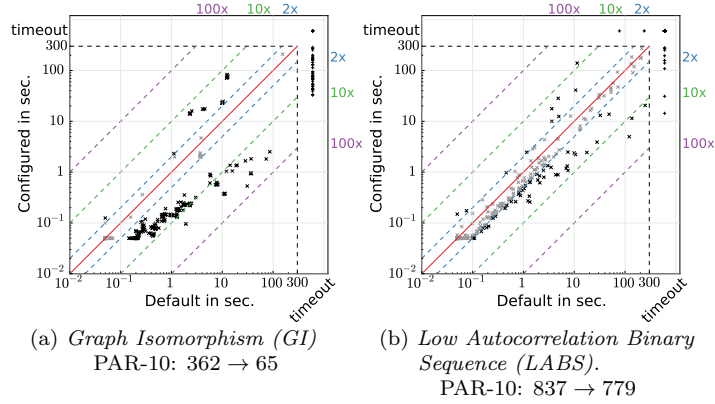 100x 10x 2x
timeout
300
100
10
1
10⁻¹
10⁻²
Configured in sec.
2x
10x
100x
10⁻² 10⁻¹ 1 10 100 300
Default in sec.
timeout
(a) Graph Isomorphism (GI)
PAR-10: 362 → 65
100x 10x 2x
timeout
300
100
10
1
10⁻¹
10⁻²
Configured in sec.
2x
10x
100x
10⁻² 10⁻¹ 1 10 100 300
Default in sec.
timeout
(b) Low Autocorrelation Binary
Sequence (LABS).
PAR-10: 837 → 779